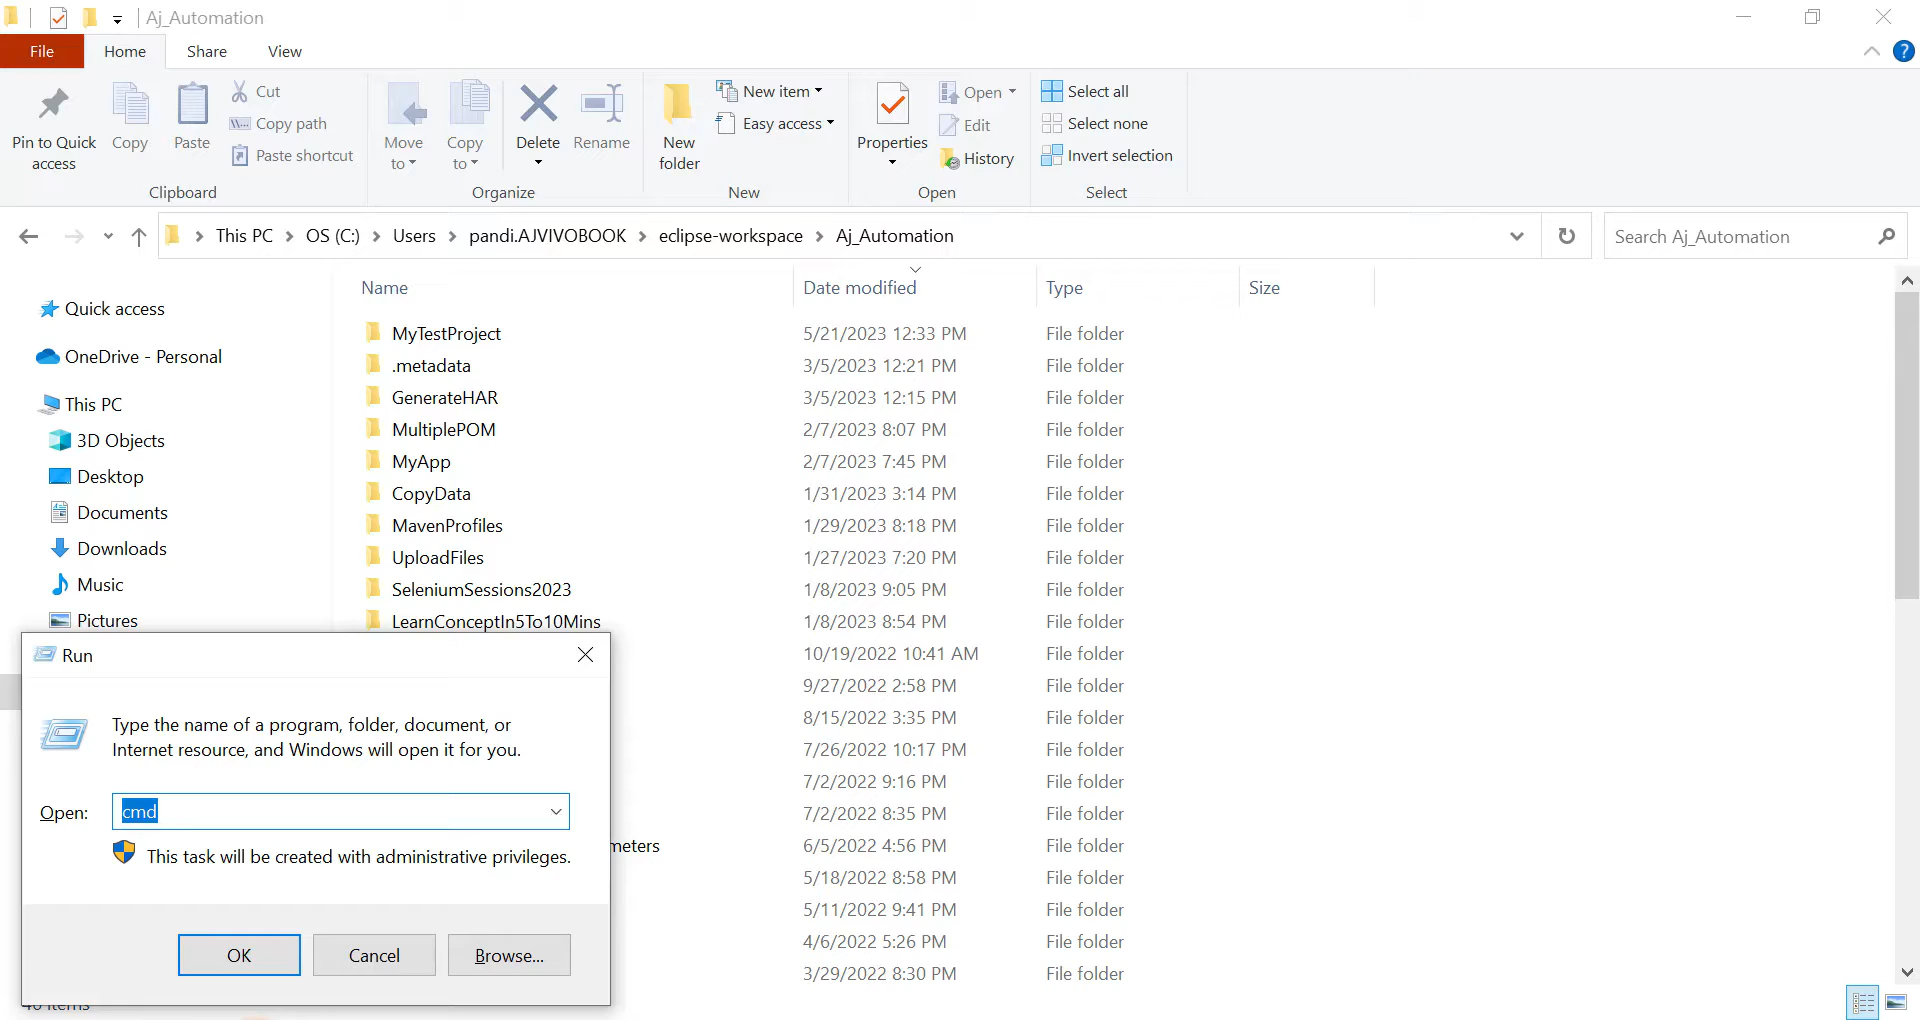 Aj_Automation
File Home Share View
Pin to Quick access
Copy
Paste
Cut
Copy path
Paste shortcut
Clipboard
Move to
Copy to
Delete
Rename
Organize
New folder
New item
Easy access
New
Properties
Open
Edit
History
Open
Select all
Select none
Invert selection
Select
This PC OS (C:) Users pandi.AJVIVOBOOK eclipse-workspace Aj_Automation
Search Aj_Automation
Quick access
OneDrive - Personal
This PC
3D Objects
Desktop
Documents
Downloads
Music
Pictures
Name Date modified Type Size
MyTestProject 5/21/2023 12:33 PM File folder
.metadata 3/5/2023 12:21 PM File folder
GenerateHAR 3/5/2023 12:15 PM File folder
MultiplePOM 2/7/2023 8:07 PM File folder
MyApp 2/7/2023 7:45 PM File folder
CopyData 1/31/2023 3:14 PM File folder
MavenProfiles 1/29/2023 8:18 PM File folder
UploadFiles 1/27/2023 7:20 PM File folder
SeleniumSessions2023 1/8/2023 9:05 PM File folder
LearnConceptIn5To10Mins 1/8/2023 8:54 PM File folder
10/19/2022 10:41 AM File folder
9/27/2022 2:58 PM File folder
8/15/2022 3:35 PM File folder
7/26/2022 10:17 PM File folder
7/2/2022 9:16 PM File folder
7/2/2022 8:35 PM File folder
meters 6/5/2022 4:56 PM File folder
5/18/2022 8:58 PM File folder
5/11/2022 9:41 PM File folder
4/6/2022 5:26 PM File folder
3/29/2022 8:30 PM File folder
Run
Type the name of a program, folder, document, or
Internet resource, and Windows will open it for you.
Open: cmd
This task will be created with administrative privileges.
OK Cancel Browse...
items